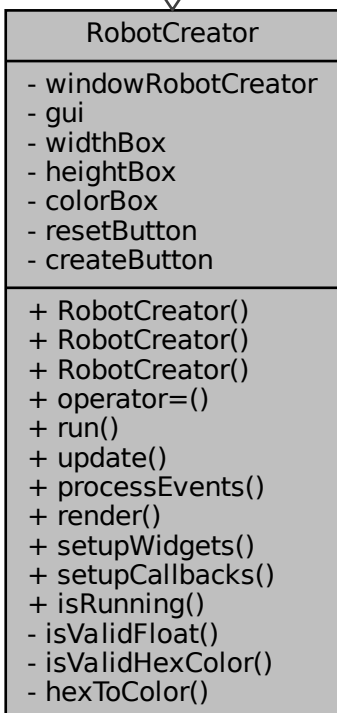 RobotCreator
- windowRobotCreator
- gui
- widthBox
- heightBox
- colorBox
- resetButton
- createButton
+ RobotCreator()
+ RobotCreator()
+ RobotCreator()
+ operator=()
+ run()
+ update()
+ processEvents()
+ render()
+ setupWidgets()
+ setupCallbacks()
+ isRunning()
- isValidFloat()
- isValidHexColor()
- hexToColor()